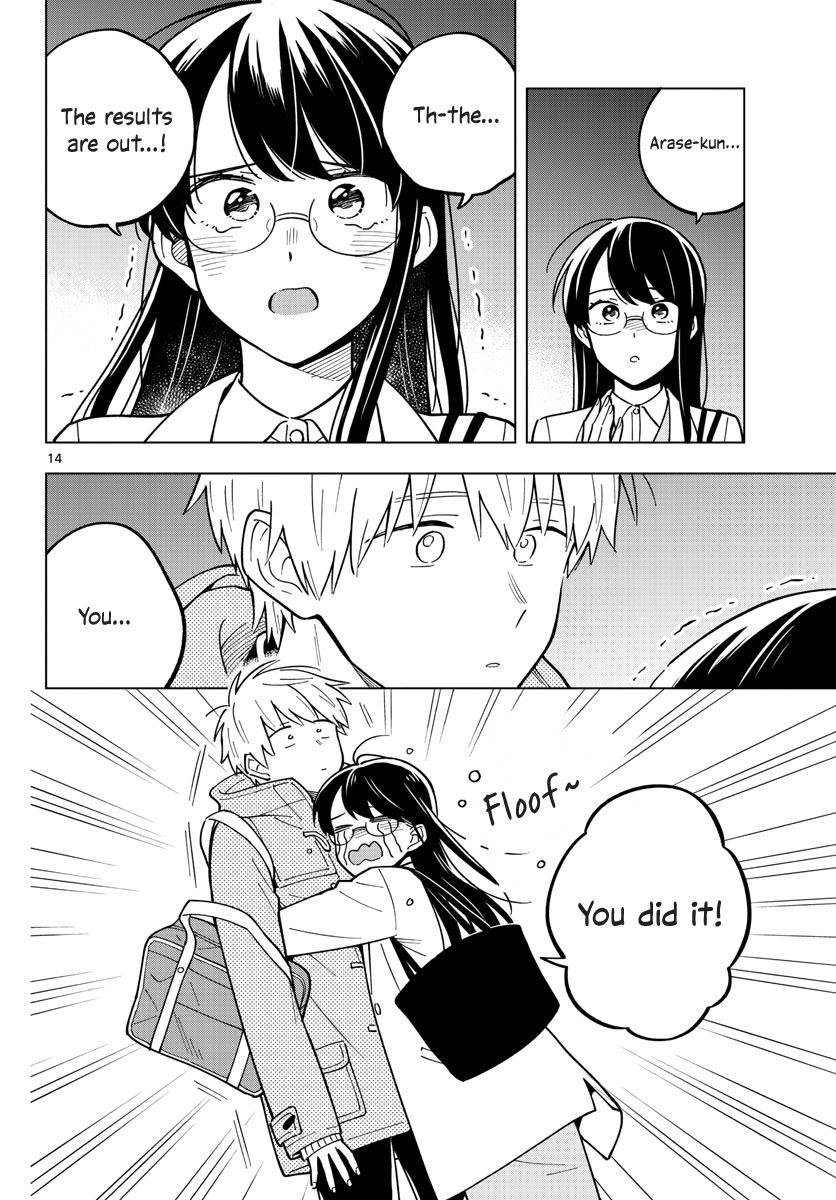 Arase-kun...
Th-the...
The results
are out...!
14
You...
Floof~
You did it!